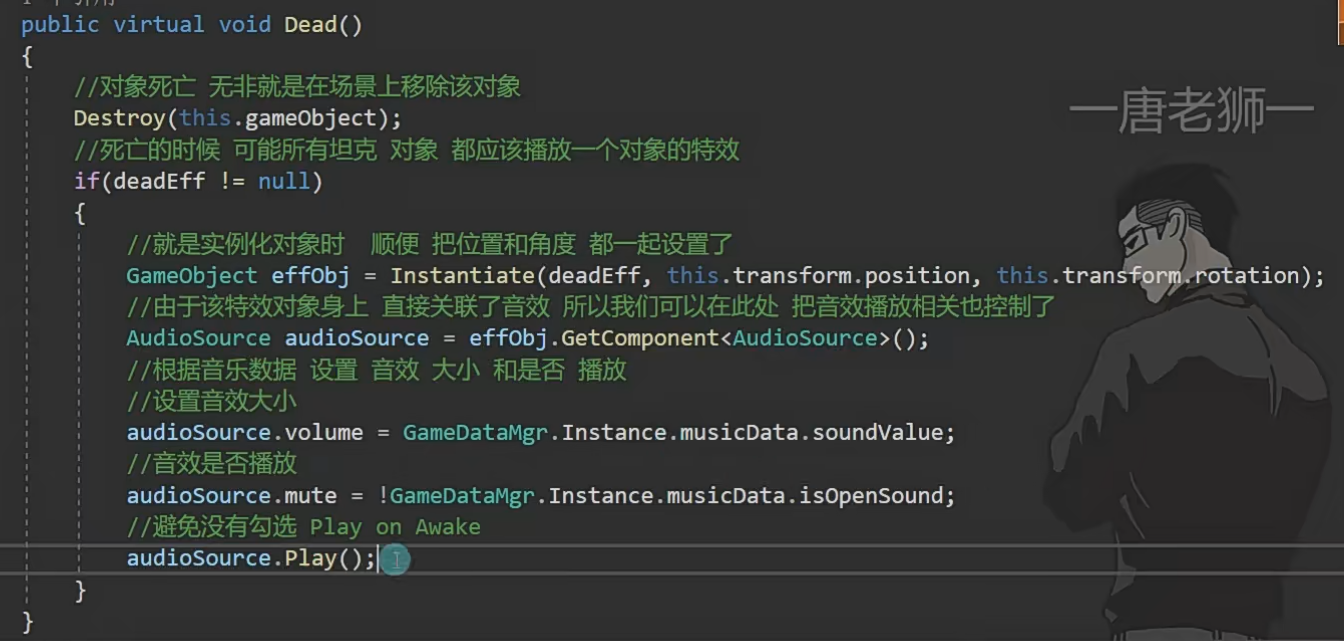 public virtual void Dead()
{
//对象死亡 无非就是在场景上移除该对象
Destroy(this.gameObject);
//死亡的时候 可能所有坦克 对象 都应该播放一个对象的特效
if(deadEff != null)
{
//就是实例化对象时 顺便 把位置和角度 都一起设置了
GameObject effObj = Instantiate(deadEff, this.transform.position, this.transform.rotation);
//由于该特效对象身上 直接关联了音效 所以我们可以在此处 把音效播放相关也控制了
AudioSource audioSource = effObj.GetComponent<AudioSource>();
//根据音乐数据 设置 音效 大小 和是否 播放
//设置音效大小
audioSource.volume = GameDataMgr.Instance.musicData.soundValue;
//音效是否播放
audioSource.mute = !GameDataMgr.Instance.musicData.isOpenSound;
//避免没有勾选 Play on Awake
audioSource.Play();
}
}
—唐老狮—